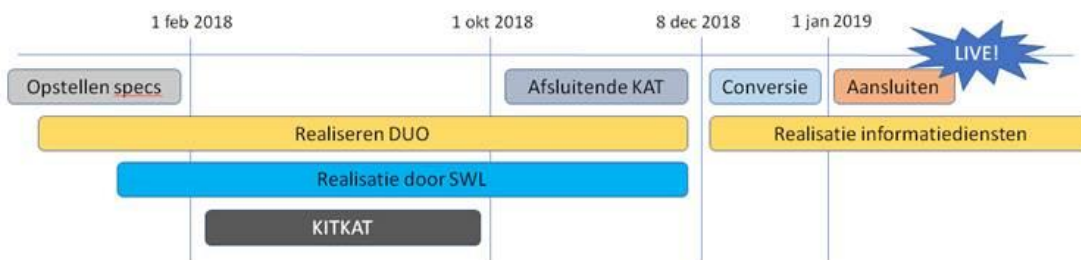 1 feb 2018
1 okt 2018
8 dec 2018
1 jan 2019
LIVE!
Opstellen specs
Afsluitende KAT
Conversie
Aansluiten
Realiseren DUO
Realisatie informatiediensten
Realisatie door SWL
KITKAT